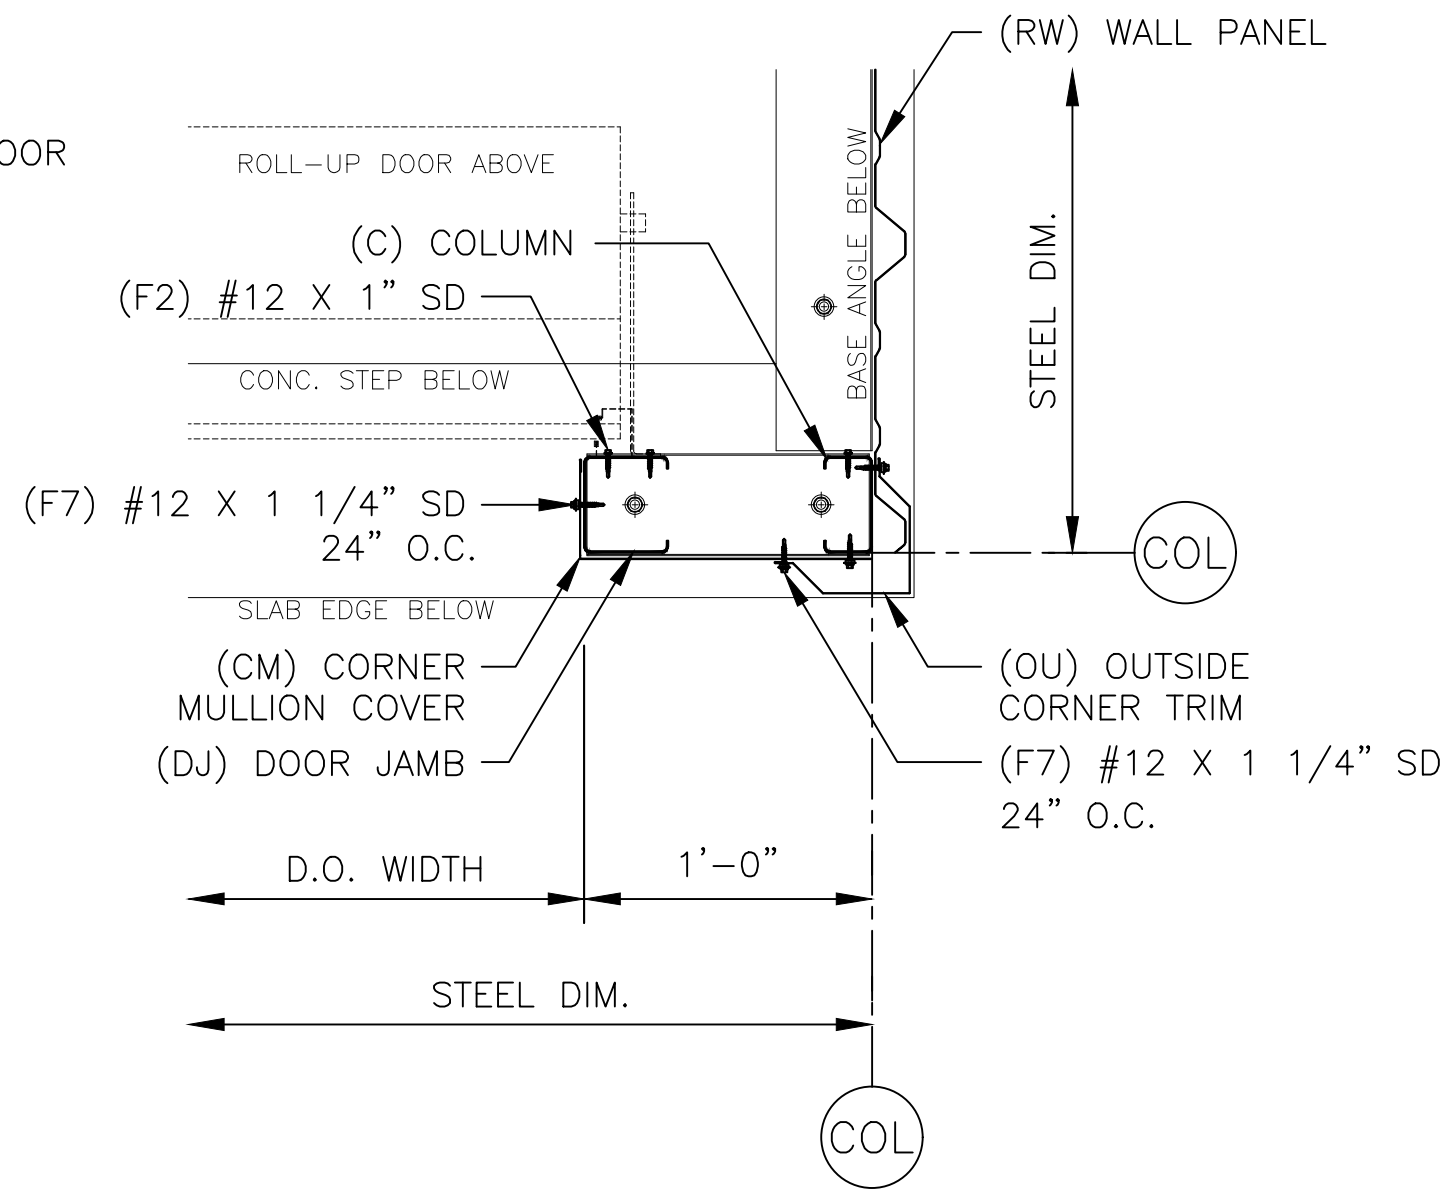 (RW) WALL PANEL
OOR
ROLL-UP DOOR ABOVE
BASE ANGLE BELOW
STEEL DIM.
(C) COLUMN
(F2) #12 X 1” SD
CONC. STEP BELOW
(F7) #12 X 1 1/4” SD
24” O.C.
COL
SLAB EDGE BELOW
(CM) CORNER
MULLION COVER
(DJ) DOOR JAMB
(OU) OUTSIDE
CORNER TRIM
(F7) #12 X 1 1/4” SD
24” O.C.
D.O. WIDTH
1’-0”
STEEL DIM.
COL